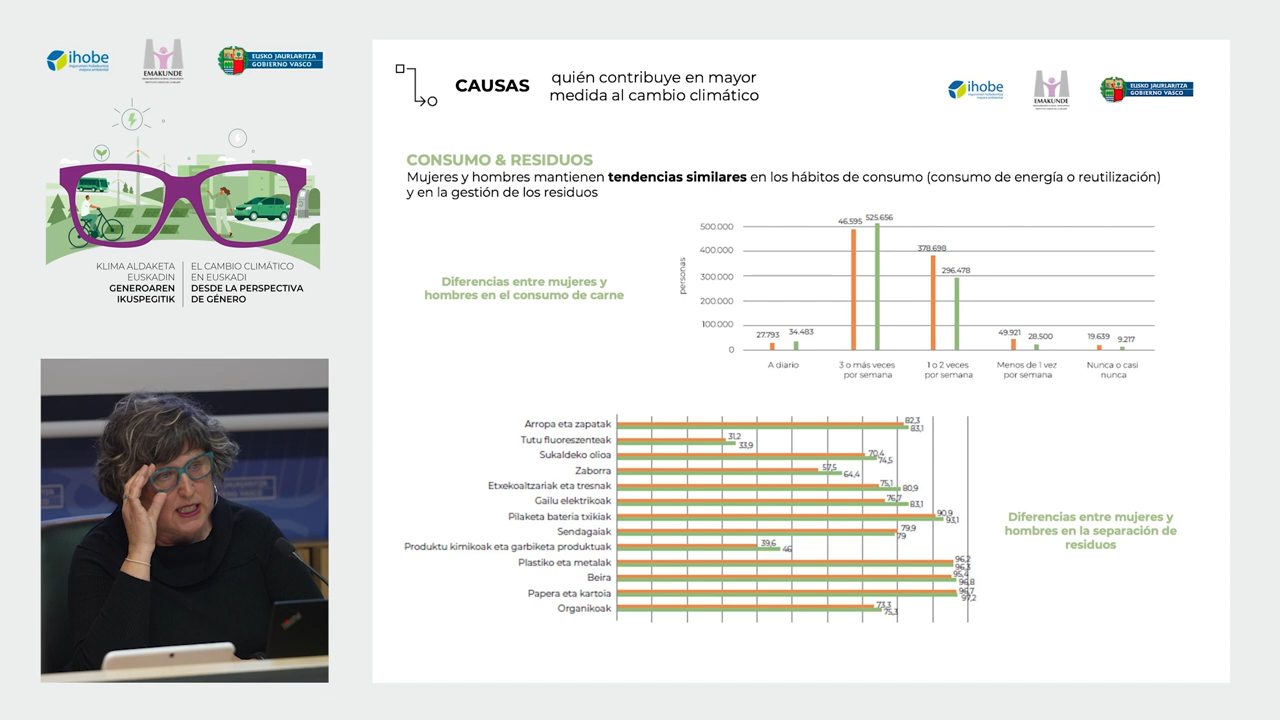 ihobe
EMAKUNDE
EUSKO JAURLARITZA
GOBIERNO VASCO
KLIMA ALDAKETA
EUSKADIN
GENEROAREN
IKUSPEGITIK
EL CAMBIO CLIMÁTICO
EN EUSKADI
DESDE LA PERSPECTIVA
DE GÉNERO
CAUSAS
quién contribuye en mayor
medida al cambio climático
ihobe
EMAKUNDE
EUSKO JAURLARITZA
GOBIERNO VASCO
CONSUMO & RESIDUOS
Mujeres y hombres mantienen tendencias similares en los hábitos de consumo (consumo de energía o reutilización)
y en la gestión de los residuos
Diferencias entre mujeres y
hombres en el consumo de carne
personas
500.000
400.000
300.000
200.000
100.000
0
27.793 34.483
46.595 525.656
378.698 296.478
49.921 28.500
19.639 9.217
A diario
3 o más veces
por semana
1 o 2 veces
por semana
Menos de 1 vez
por semana
Nunca o casi
nunca
Arropa eta zapatak 82,3 83,1
Tutu fluoreszenteak 31,2 33,9
Sukaldeko olioa 70,4 74,5
Zaborra 57,5 64,4
Etxekoaltzariak eta tresnak 75,1 80,9
Gailu elektrikoak 76,7 83,1
Pilaketa bateria txikiak 90,9 93,1
Sendagaiak 79,9 79
Produktu kimikoak eta garbiketa produktuak 39,6 46
Plastiko eta metalak 96,2 96,3
Beira 95,4 96,8
Papera eta kartoia 96,7 97,2
Organikoak 73,3 75,3
Diferencias entre mujeres y
hombres en la separación de
residuos